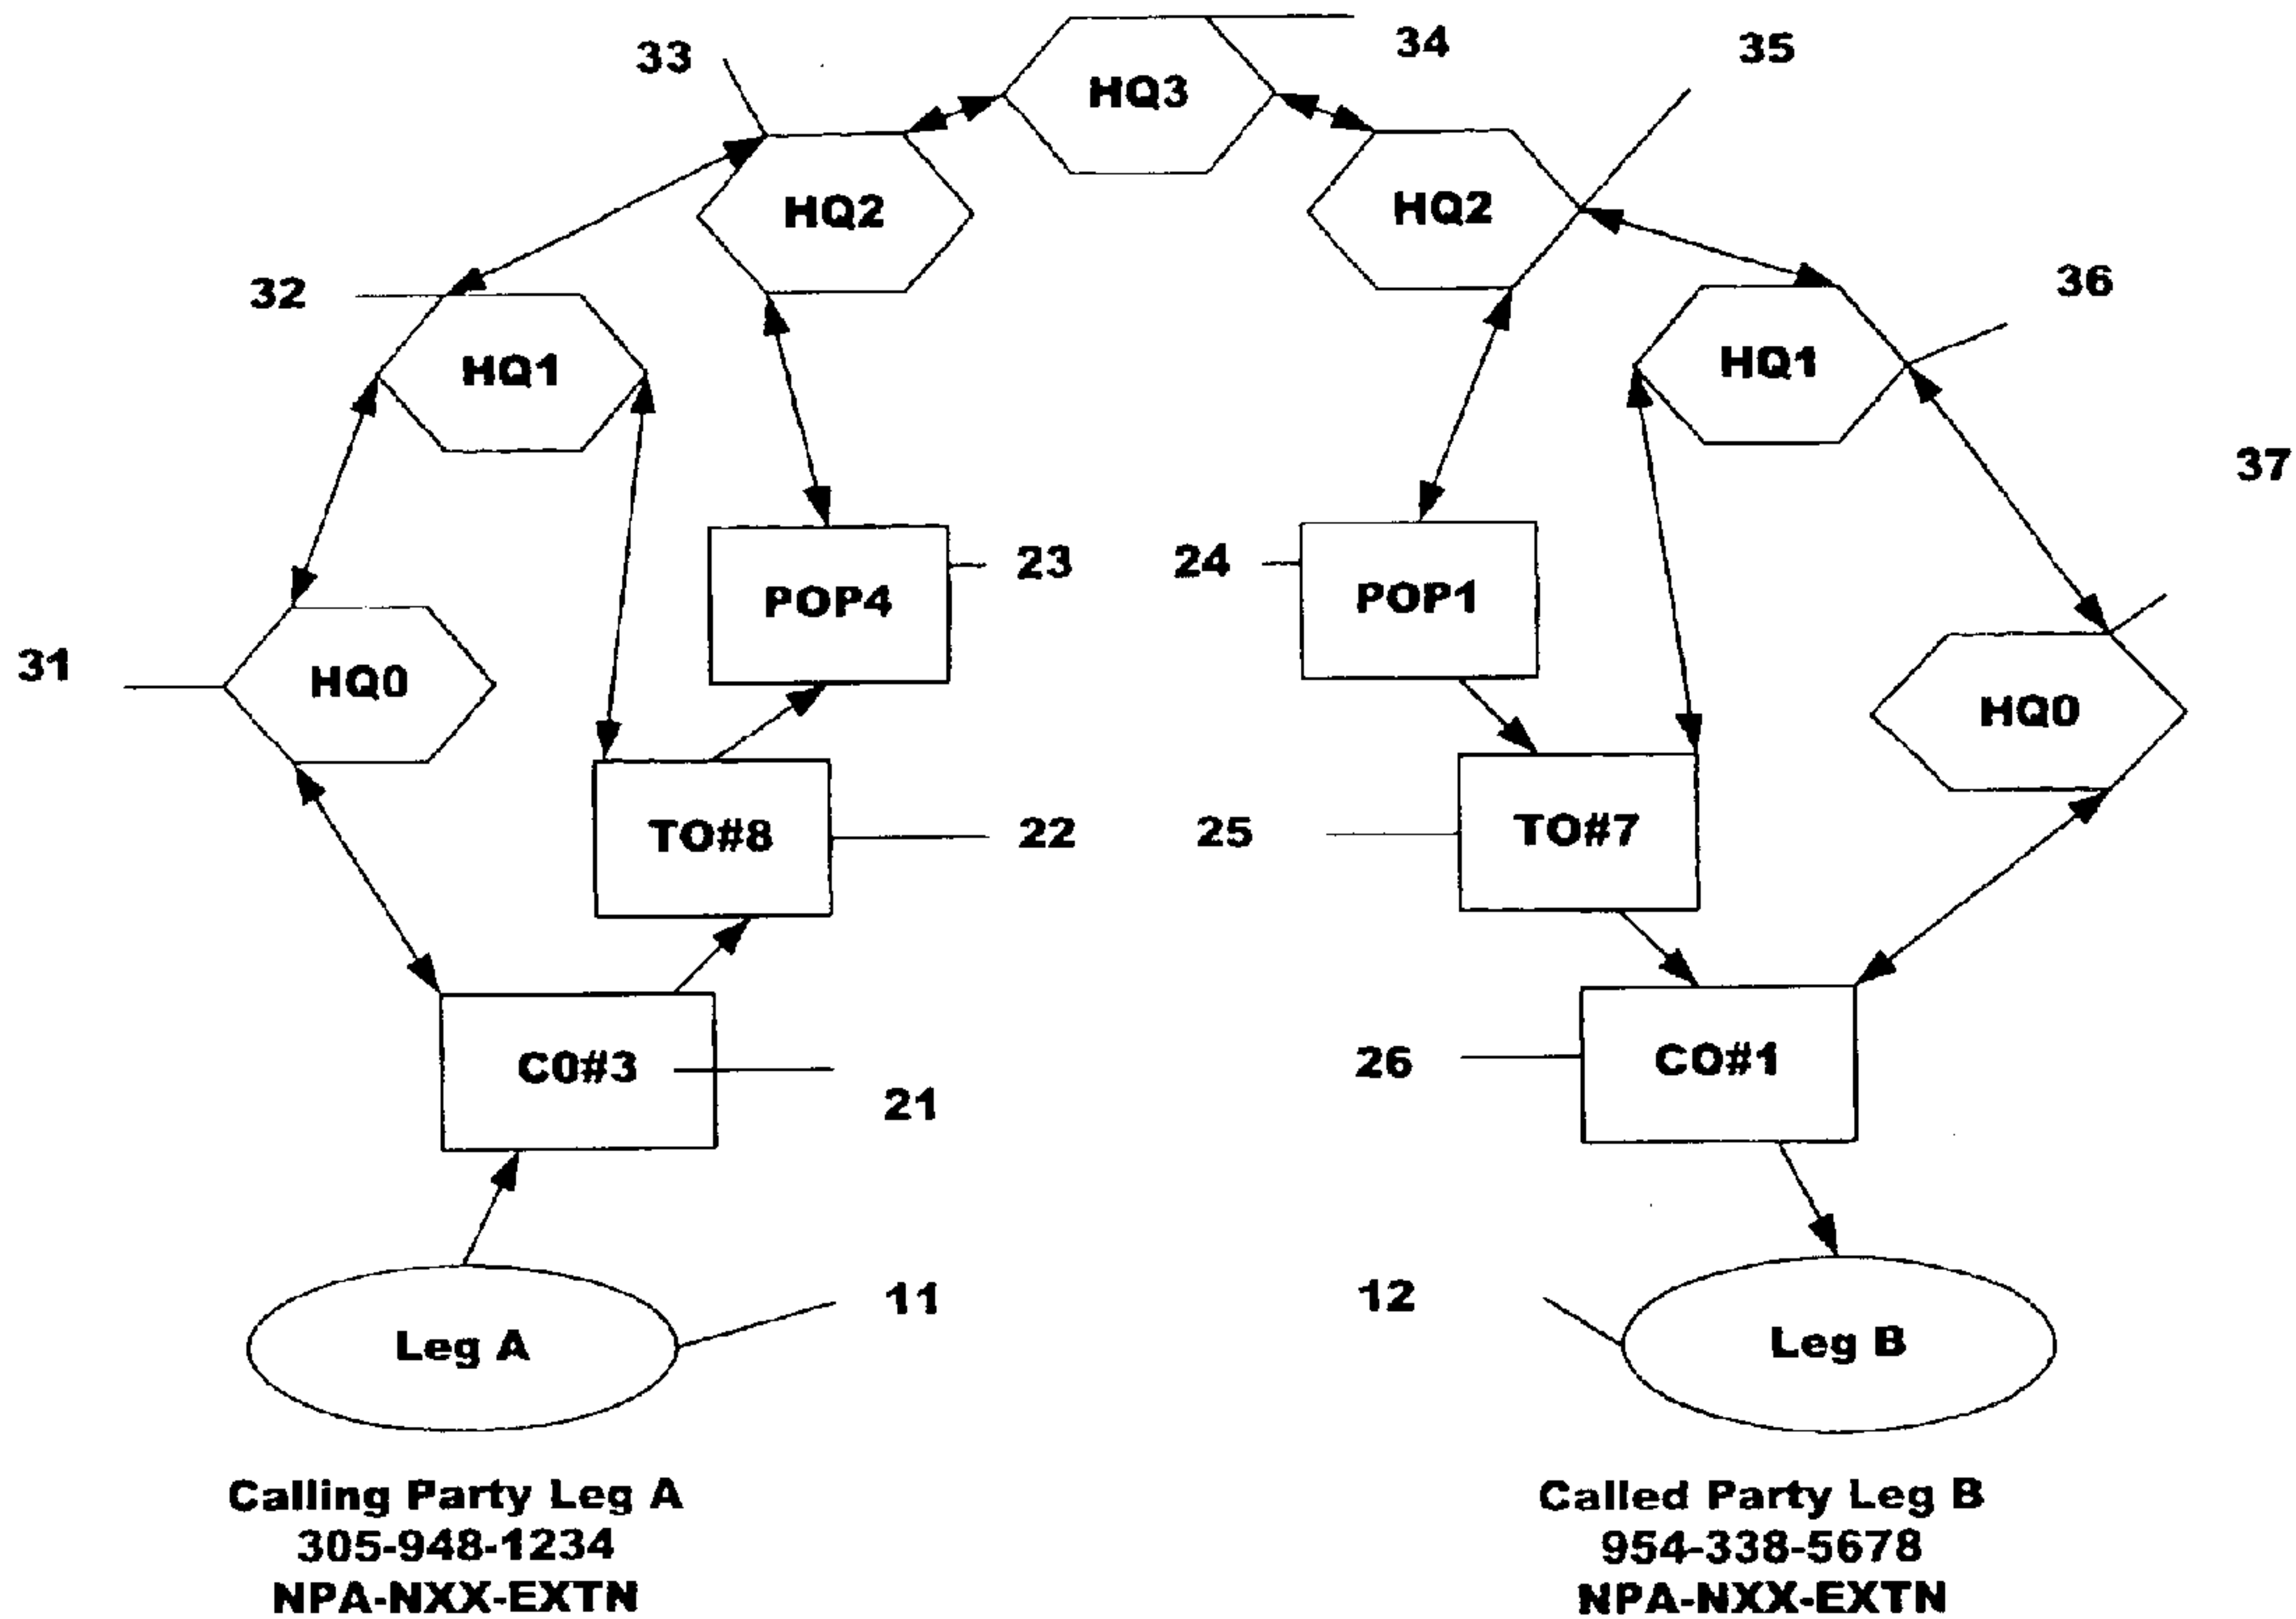 34
35
33
HQ3
HQ2
HQ2
32
36
HQ1
HQ1
37
23
24
POP4
POP1
31
HQ0
HQ0
TO#8
22
25
TO#7
C0#3
26
CO#1
21
11
12
Leg A
Leg B
Calling Party Leg A
305-948-1234
NPA-NXX-EXTN
Called Party Leg B
954-338-5678
NPA-NXX-EXTN